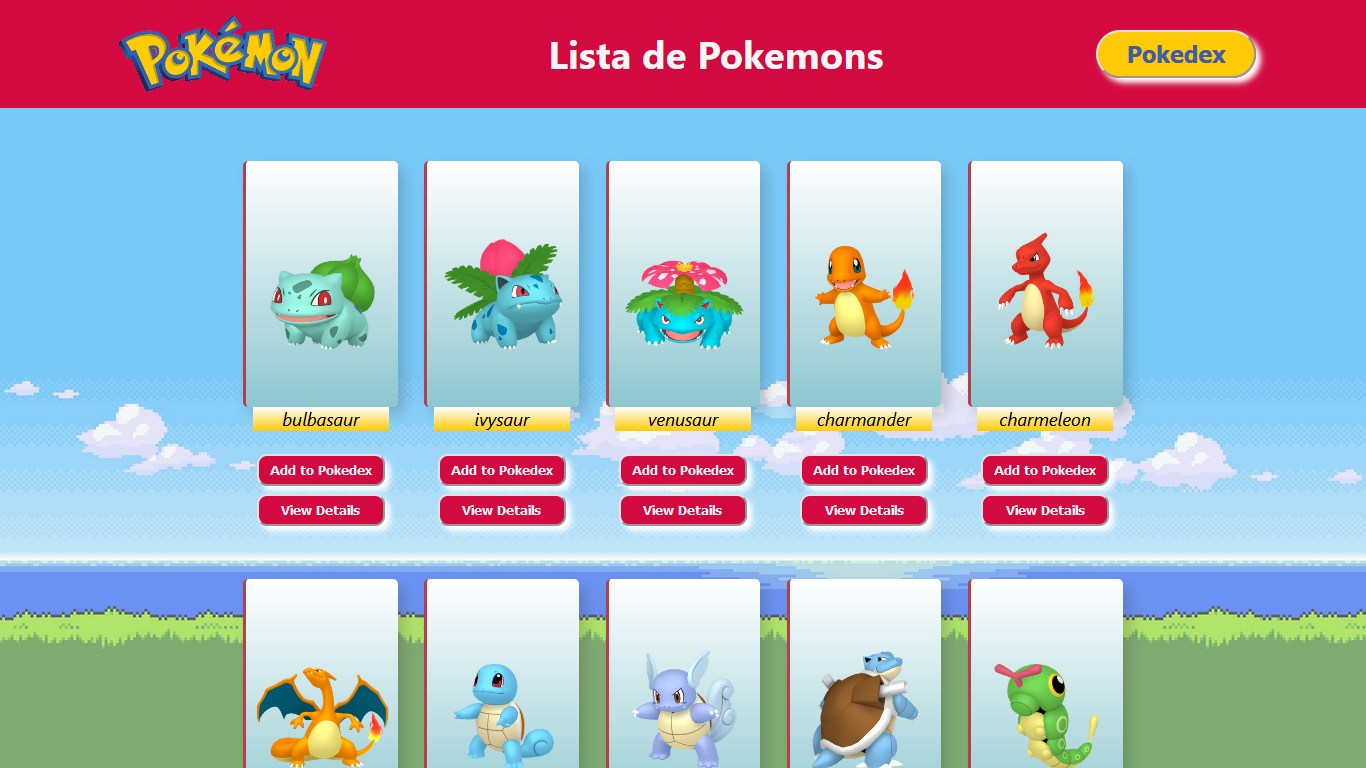 Pokémon
Lista de Pokemons
Pokedex
bulbasaur
ivysaur
venusaur
charmander
charmeleon
Add to Pokedex
Add to Pokedex
Add to Pokedex
Add to Pokedex
Add to Pokedex
View Details
View Details
View Details
View Details
View Details